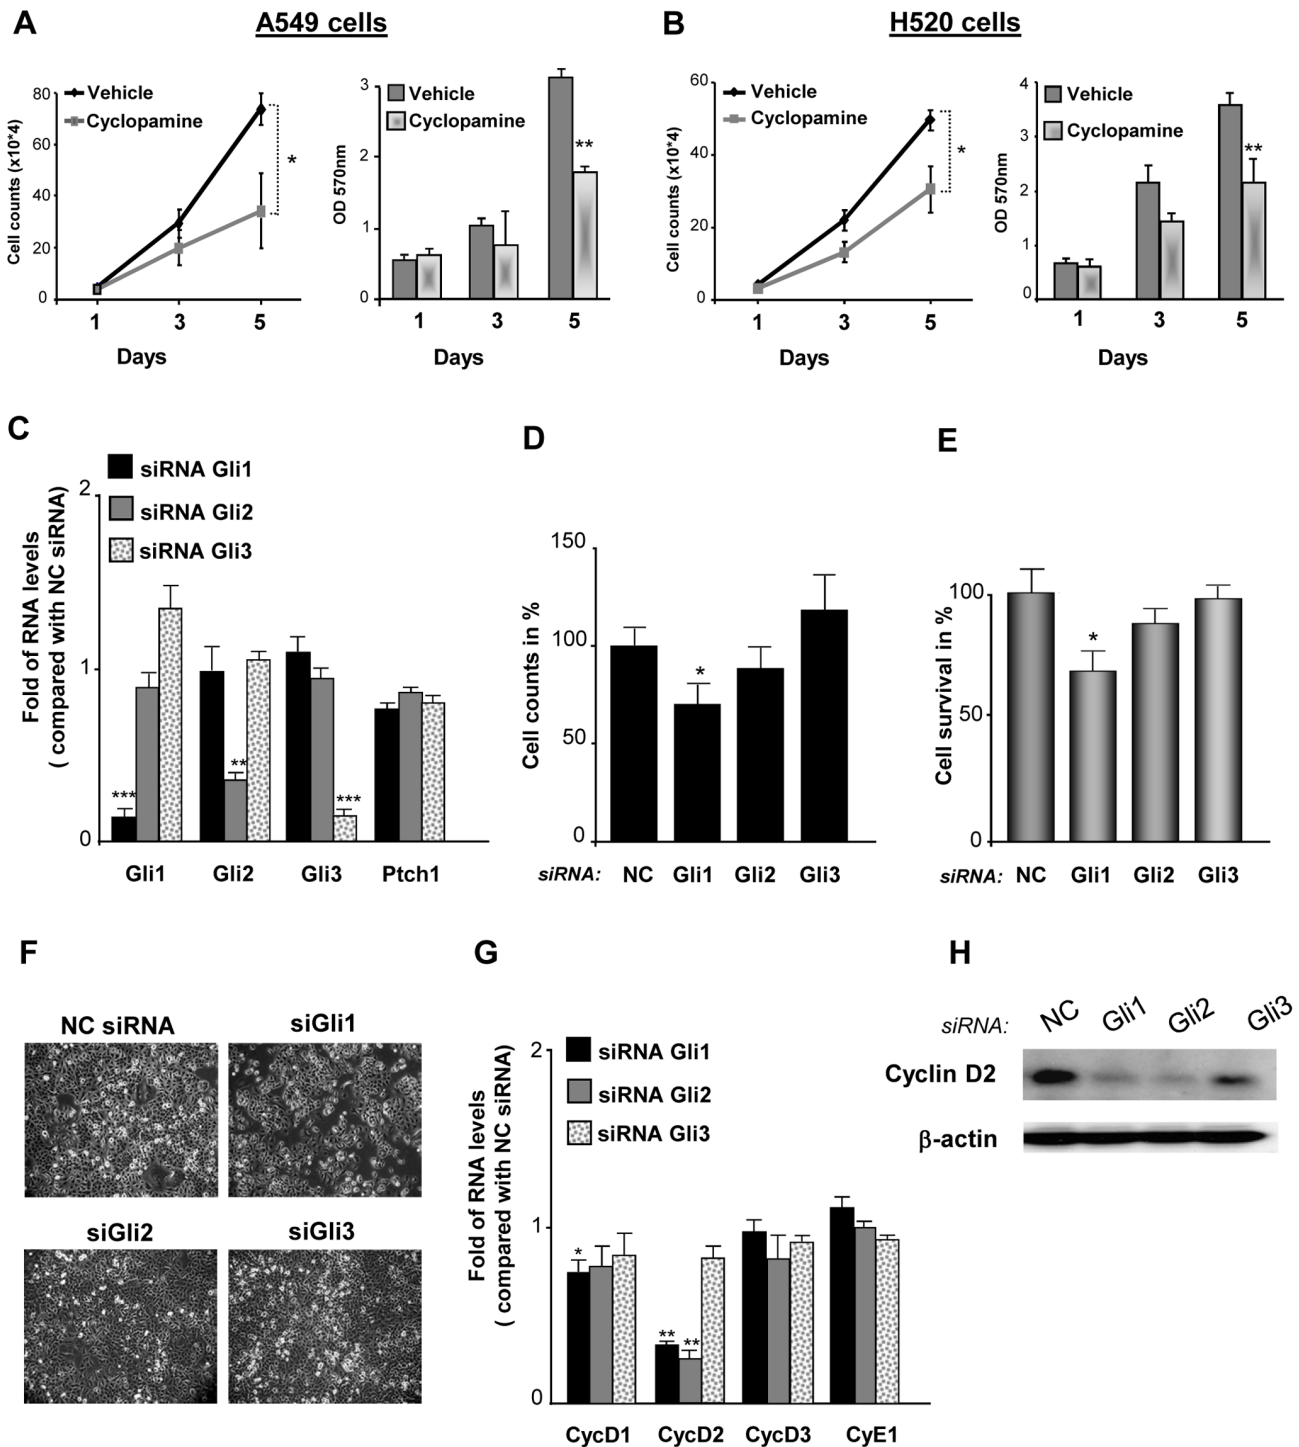 A
A549 cells
B
H520 cells
80
60
40
20
0
Cell counts (x10*4)
Vehicle
Cyclopamine
*
1 3 5
Days
3
2
1
0
OD 570nm
Vehicle
Cyclopamine
**
1 3 5
Days
60
40
20
0
Cell counts (x10*4)
Vehicle
Cyclopamine
*
1 3 5
Days
4
3
2
1
0
OD 570nm
Vehicle
Cyclopamine
**
1 3 5
Days
C
siRNA Gli1
siRNA Gli2
siRNA Gli3
Fold of RNA levels
( compared with NC siRNA)
2
1
0
***
**
***
Gli1 Gli2 Gli3 Ptch1
D
Cell counts in %
150
100
50
0
*
siRNA: NC Gli1 Gli2 Gli3
E
Cell survival in %
100
50
0
*
siRNA: NC Gli1 Gli2 Gli3
F
NC siRNA
siGli1
siGli2
siGli3
G
siRNA Gli1
siRNA Gli2
siRNA Gli3
Fold of RNA levels
( compared with NC siRNA)
2
1
0
*
**
**
CycD1 CycD2 CycD3 CyE1
H
siRNA: NC Gli1 Gli2 Gli3
Cyclin D2
β-actin